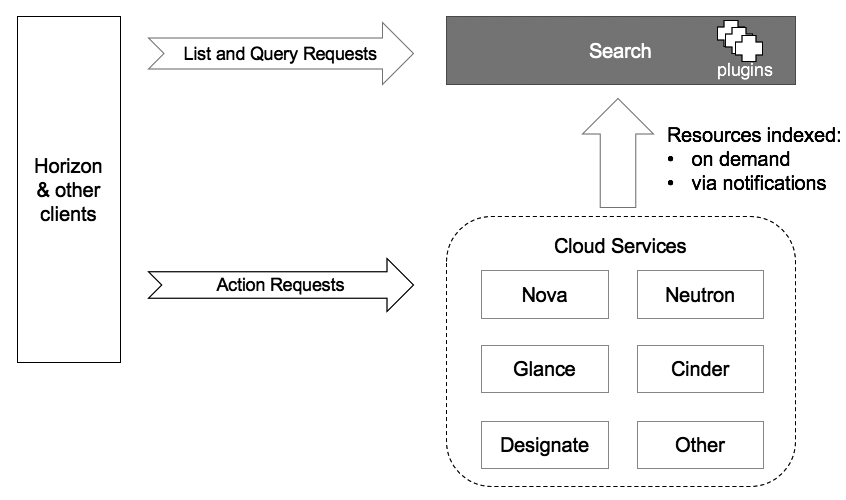 List and Query Requests
Search
plugins
Horizon
& other
clients
Resources indexed:
• on demand
• via notifications
Cloud Services
Action Requests
Nova
Neutron
Glance
Cinder
Designate
Other